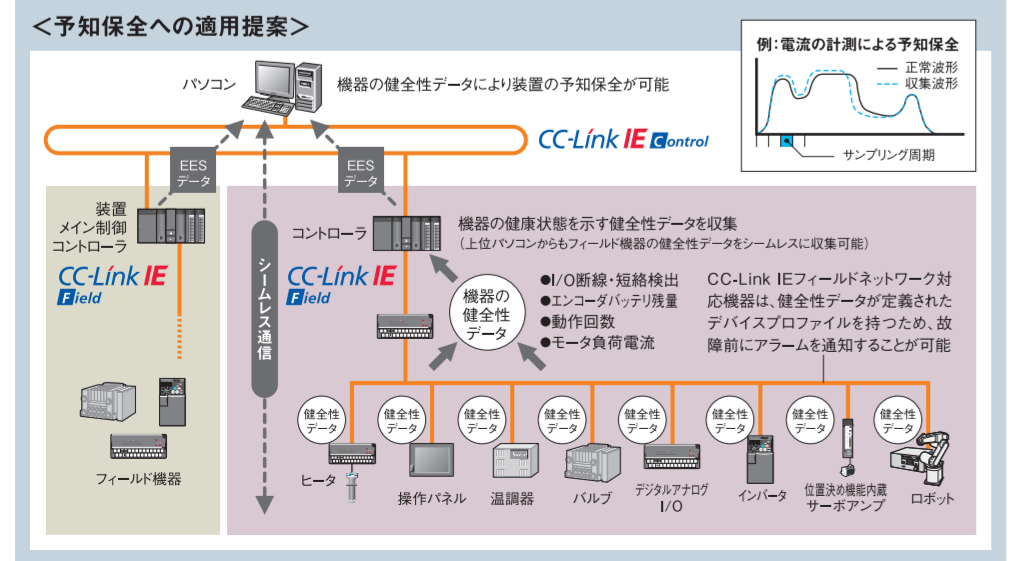 ＜予知保全への適用提案＞
例：電流の計測による予知保全
正常波形
収集波形
サンプリング周期
パソコン
機器の健全性データにより装置の予知保全が可能
CC-Link IE Control
EES
データ
EES
データ
装置
メイン制御
コントローラ
CC-Link IE
Field
フィールド機器
シームレス通信
コントローラ
機器の健康状態を示す健全性データを収集
（上位パソコンからもフィールド機器の健全性データをシームレスに収集可能）
CC-Link IE
Field
機器の
健全性
データ
●I/O断線・短絡検出
●エンコーダバッテリ残量
●動作回数
●モータ負荷電流
CC-Link IEフィールドネットワーク対
応機器は、健全性データが定義された
デバイスプロファイルを持つため、故
障前にアラームを通知することが可能
健全性
データ
健全性
データ
健全性
データ
健全性
データ
健全性
データ
健全性
データ
健全性
データ
健全性
データ
ヒータ
操作パネル
温調器
バルブ
デジタルアナログ
I/O
インバータ
位置決め機能内蔵
サーボアンプ
ロボット